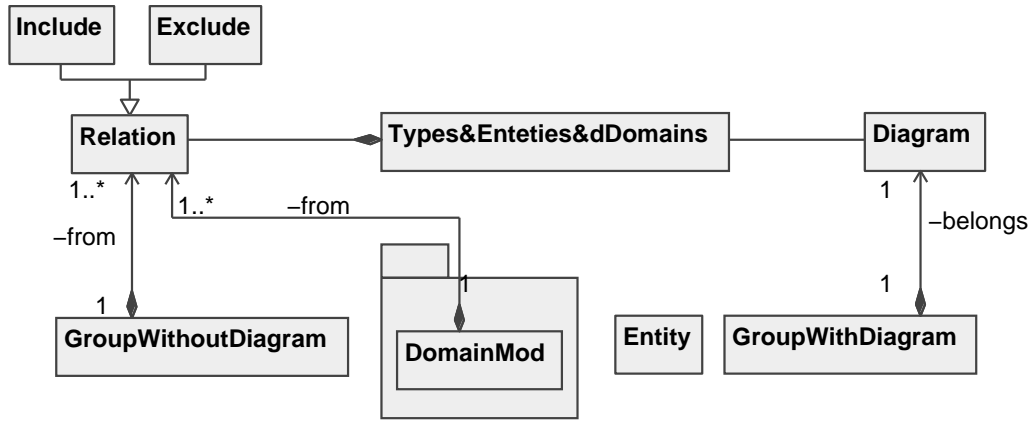 Include
Exclude
Relation
Types&Enteties&dDomains
Diagram
1..*
1..*
–from
1
–belongs
–from
1
1
1
GroupWithoutDiagram
DomainMod
Entity
GroupWithDiagram